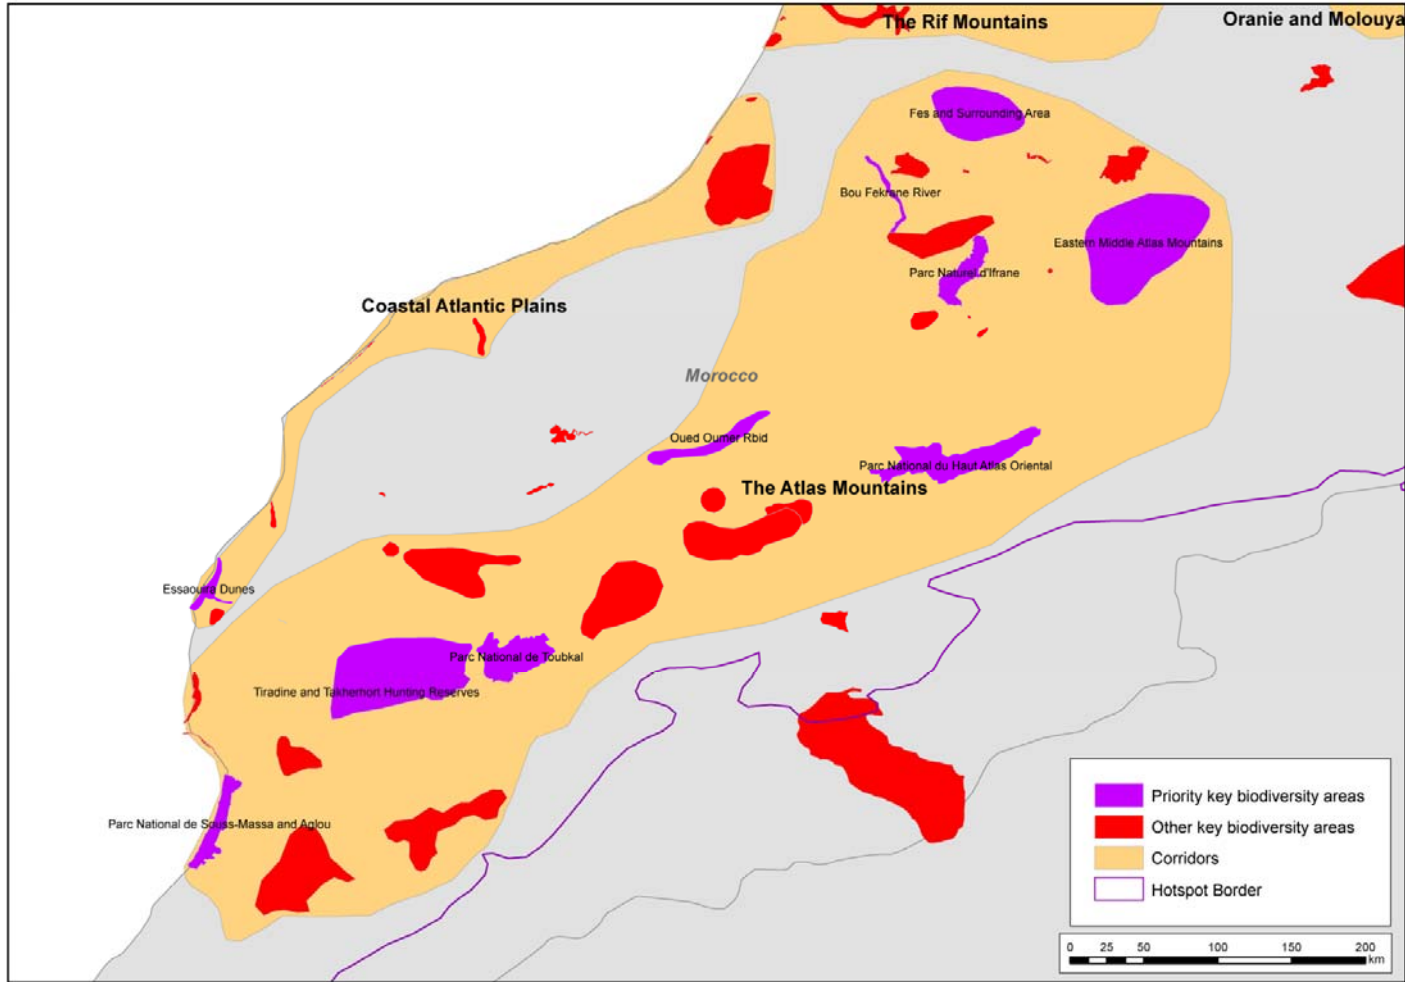 The Rif Mountains
Oranie and Molouya
Fes and Surrounding Area
Bou Fekrane River
Eastern Middle Atlas Mountains
Parc Naturel d'Ifrane
Coastal Atlantic Plains
Morocco
Oued Oumer Rbid
Parc National du Haut Atlas Oriental
The Atlas Mountains
Essaouira Dunes
Parc National de Toubkal
Tiradine and Takhemort Hunting Reserves
Parc National de Souss-Massa and Aglou
Priority key biodiversity areas
Other key biodiversity areas
Corridors
Hotspot Border
0 25 50 100 150 200
km